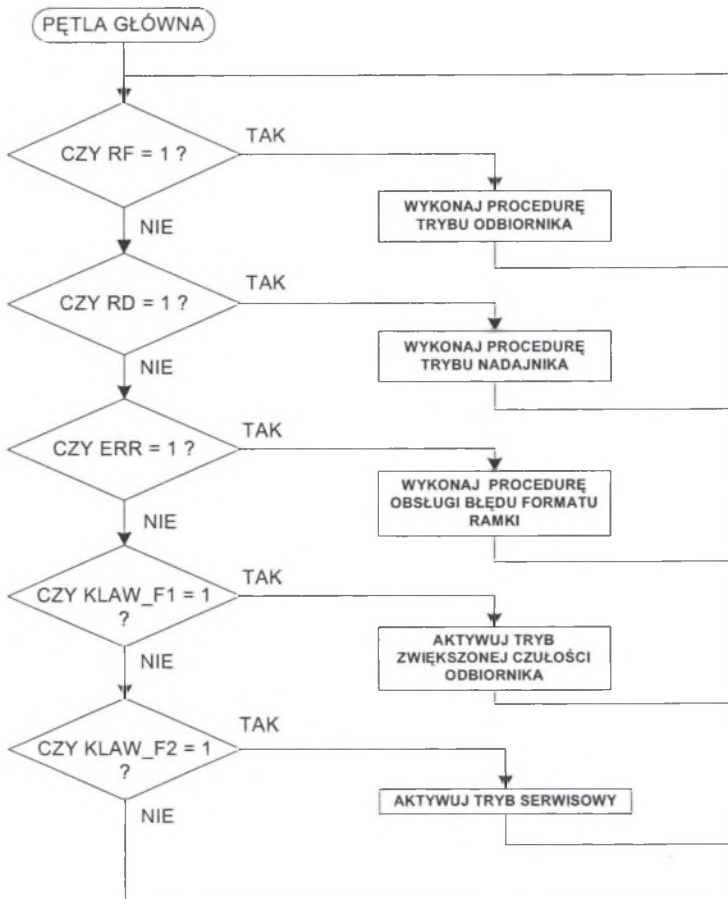 PĘTLA GŁÓWNA
CZY RF = 1 ?
TAK
WYKONAJ PROCEDURĘ
TRYBU ODBIORNIKA
NIE
CZY RD = 1 ?
TAK
WYKONAJ PROCEDURĘ
TRYBU NADAJNIKA
NIE
CZY ERR = 1 ?
TAK
WYKONAJ PROCEDURĘ
OBSŁUGI BŁĘDU FORMATU
RAMKI
NIE
CZY KLAW_F1 = 1
?
TAK
AKTYWUJ TRYB
ZWIĘKSZONEJ CZUŁOŚCI
ODBIORNIKA
NIE
CZY KLAW_F2 = 1
?
TAK
AKTYWUJ TRYB SERWISOWY
NIE